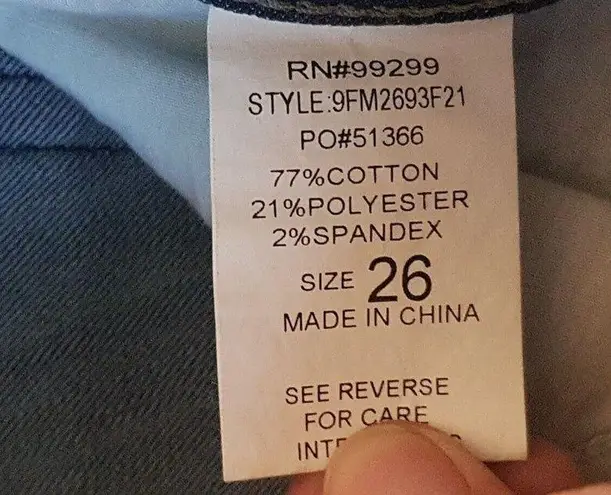 RN#99299
STYLE:9FM2693F21
PO#51366
77%COTTON
21%POLYESTER
2%SPANDEX
SIZE 26
MADE IN CHINA
SEE REVERSE
FOR CARE